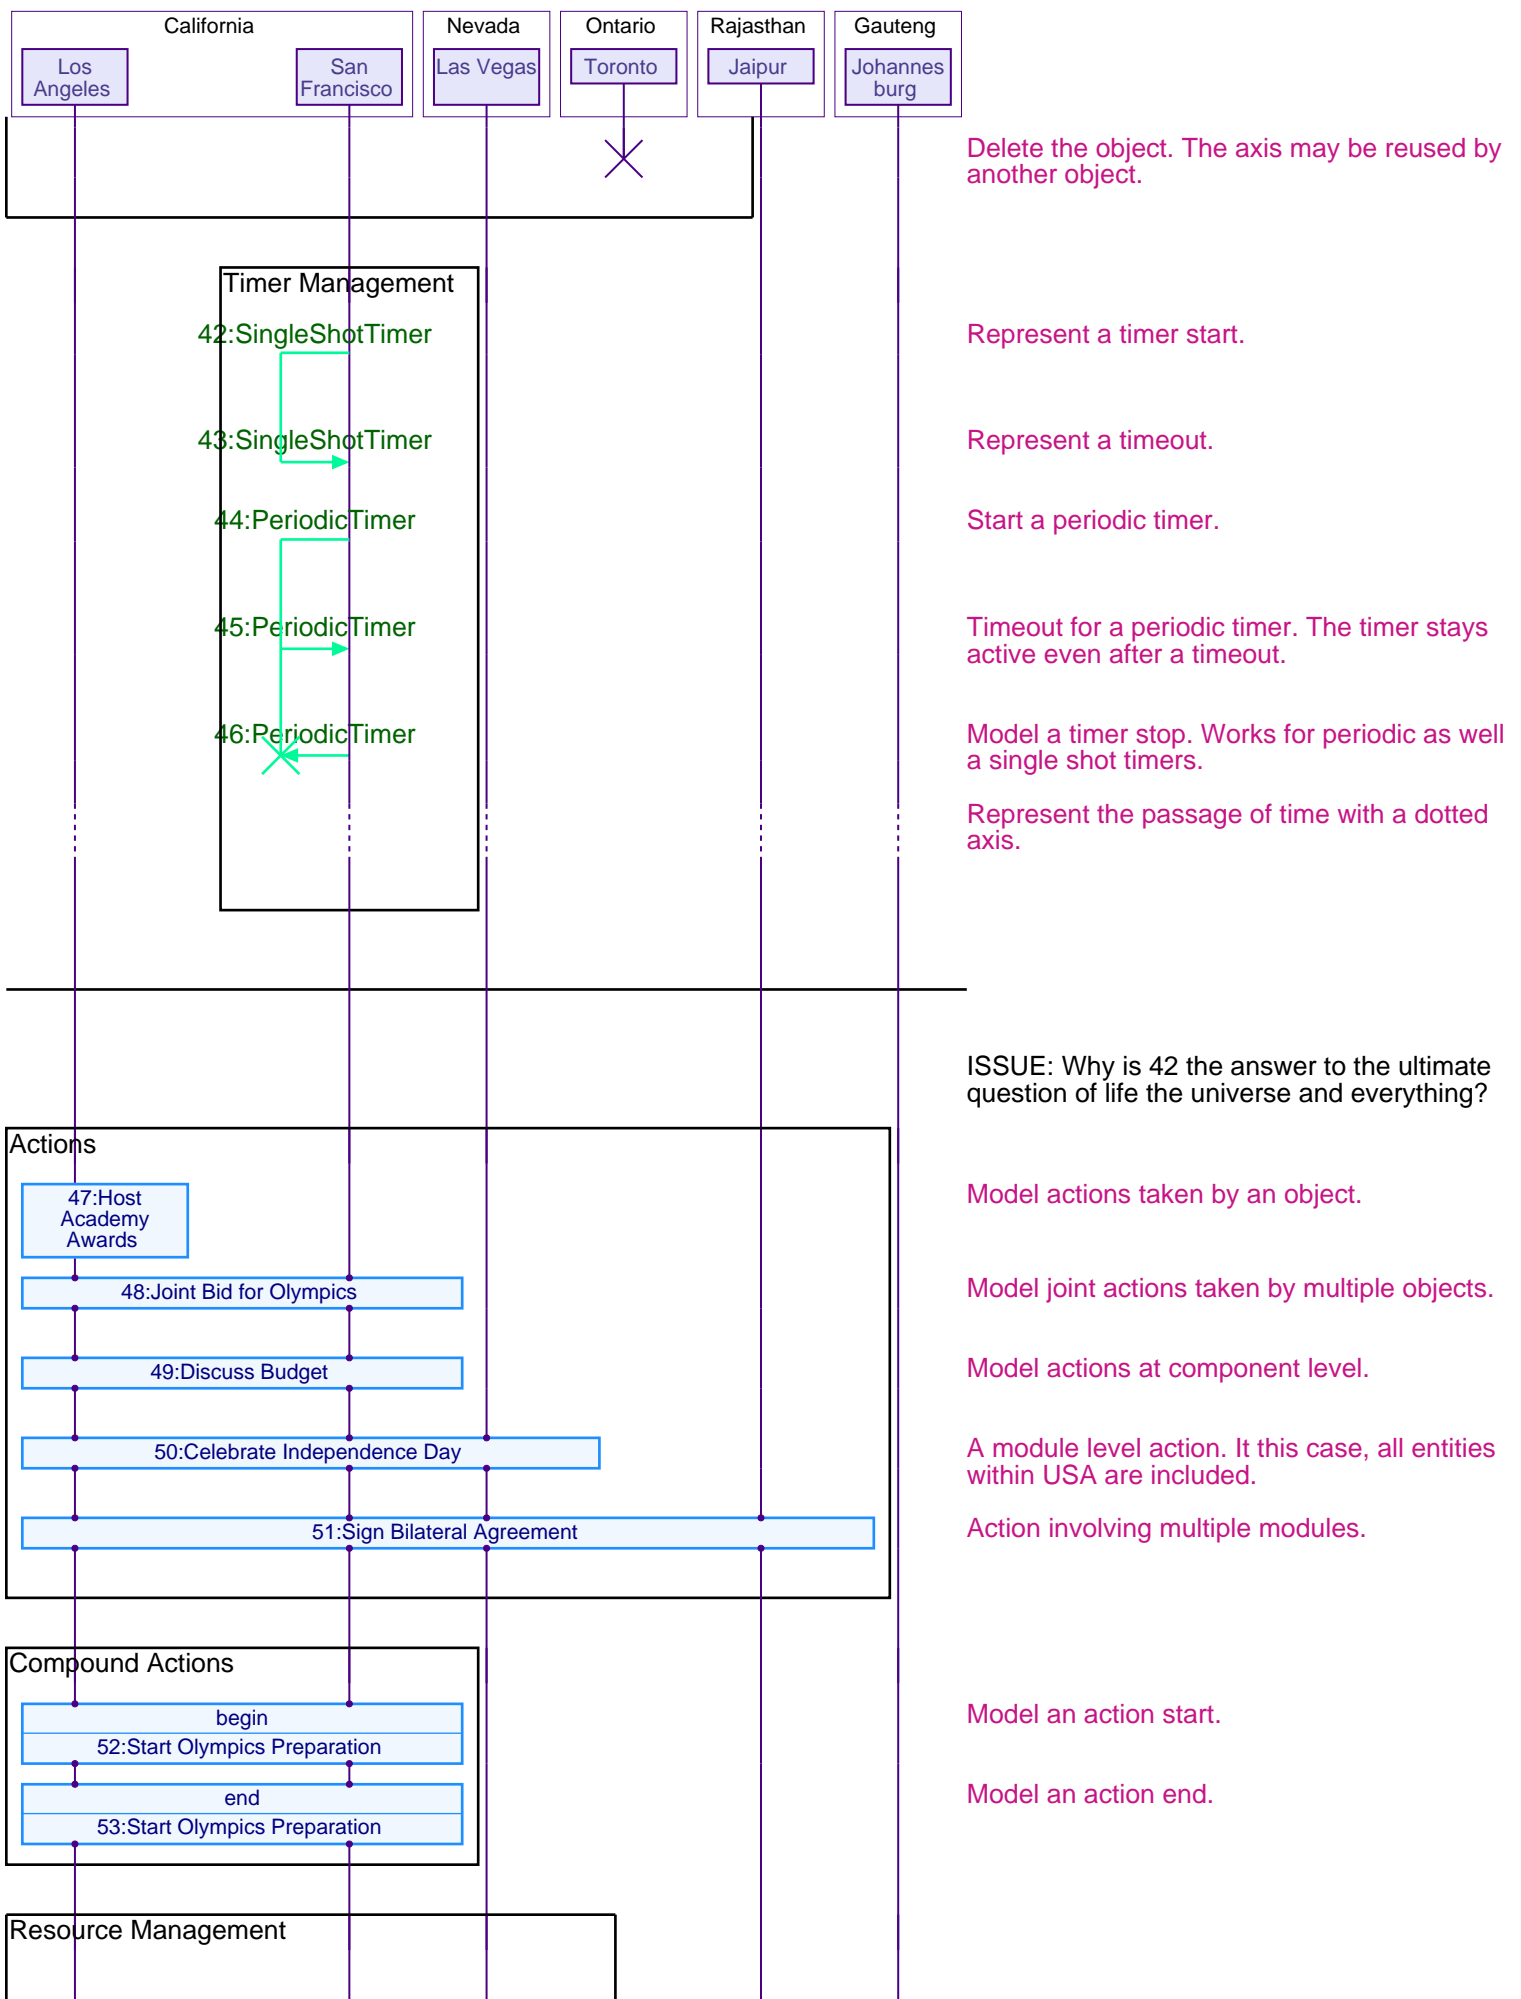 California
Nevada
Ontario
Rajasthan
Gauteng
Los
Angeles
San
Francisco
Las Vegas
Toronto
Jaipur
Johannes
burg
Delete the object. The axis may be reused by
another object.
Timer Management
42:SingleShotTimer
Represent a timer start.
43:SingleShotTimer
Represent a timeout.
44:PeriodicTimer
Start a periodic timer.
45:PeriodicTimer
Timeout for a periodic timer. The timer stays
active even after a timeout.
46:PeriodicTimer
Model a timer stop. Works for periodic as well
a single shot timers.
Represent the passage of time with a dotted
axis.
ISSUE: Why is 42 the answer to the ultimate
question of life the universe and everything?
Actions
47:Host
Academy
Awards
Model actions taken by an object.
48:Joint Bid for Olympics
Model joint actions taken by multiple objects.
49:Discuss Budget
Model actions at component level.
50:Celebrate Independence Day
A module level action. It this case, all entities
within USA are included.
51:Sign Bilateral Agreement
Action involving multiple modules.
Compound Actions
begin
52:Start Olympics Preparation
Model an action start.
end
53:Start Olympics Preparation
Model an action end.
Resource Management